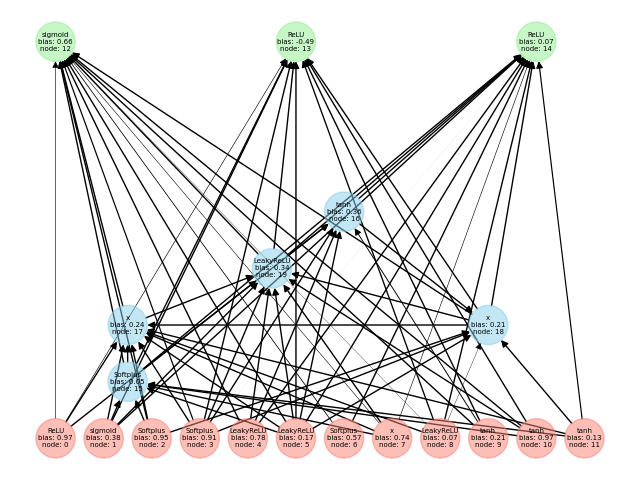 sigmoid
bias: 0.66
node: 12
ReLU
bias: -0.49
node: 13
ReLU
bias: 0.07
node: 14
tanh
bias: 0.36
node: 16
LeakyReLU
bias: 0.34
node: 19
x
bias: 0.24
node: 17
x
bias: 0.21
node: 18
Softplus
bias: 0.05
node: 15
ReLU
bias: 0.97
node: 0
sigmoid
bias: 0.38
node: 1
Softplus
bias: 0.95
node: 2
Softplus
bias: 0.91
node: 3
LeakyReLU
bias: 0.78
node: 4
LeakyReLU
bias: 0.17
node: 5
Softplus
bias: 0.57
node: 6
x
bias: 0.74
node: 7
LeakyReLU
bias: 0.07
node: 8
tanh
bias: 0.21
node: 9
tanh
bias: 0.97
node: 10
tanh
bias: 0.13
node: 11